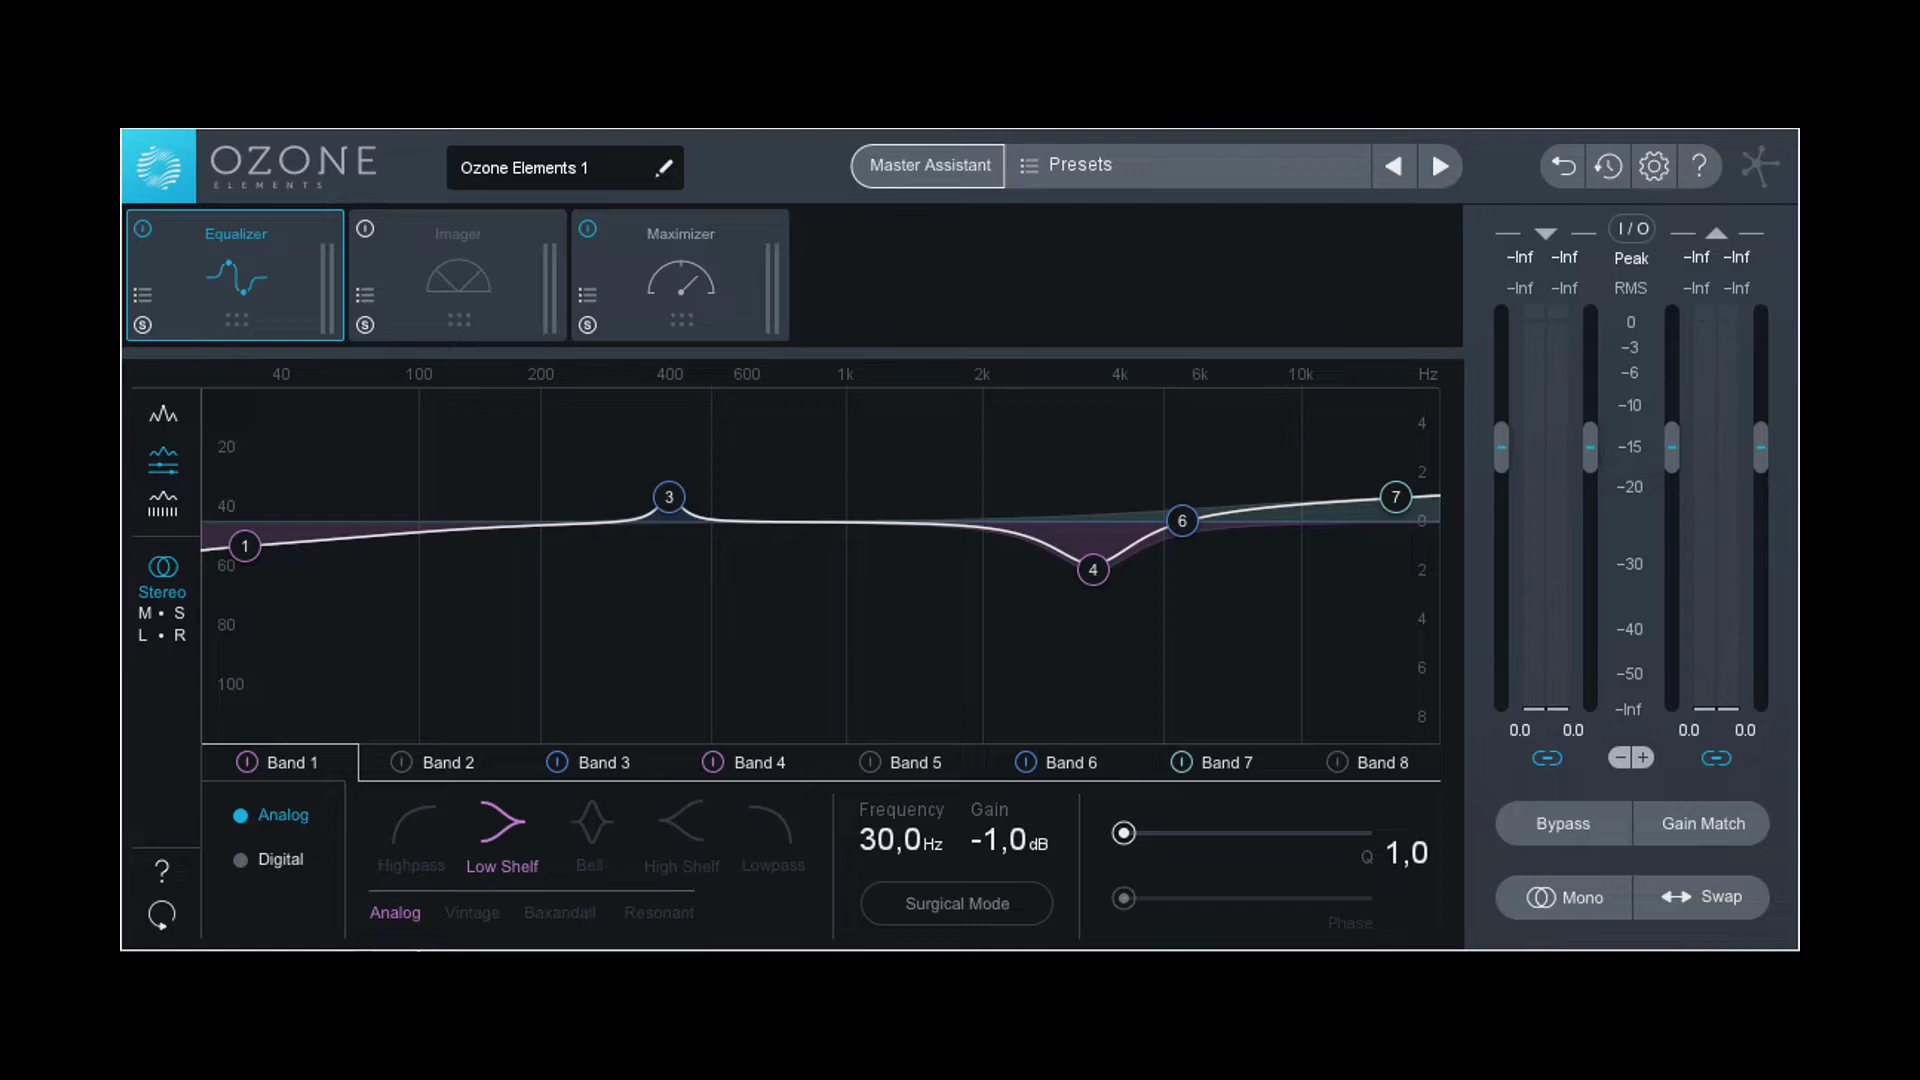 OZONE
ELEMENTS
Ozone Elements 1
Master Assistant
Presets
?
Equalizer
S
Imager
S
Maximizer
S
I / O
-Inf -Inf Peak -Inf -Inf
-Inf -Inf RMS -Inf -Inf
0
-3
-6
-10
-15
-20
-30
-40
-50
-Inf
0.0 0.0 0.0 0.0
Bypass
Gain Match
Mono
Swap
40 100 200 400 600 1k 2k 4k 6k 10k Hz
20
40
60
80
100
4
2
0
2
4
6
8
1
3
4
6
7
Stereo
M • S
L • R
?
Band 1 Band 2 Band 3 Band 4 Band 5 Band 6 Band 7 Band 8
Analog
Digital
Highpass Low Shelf Bell High Shelf Lowpass
Analog Vintage Baxandall Resonant
Frequency Gain
30,0Hz -1,0dB
Surgical Mode
Q 1,0
Phase